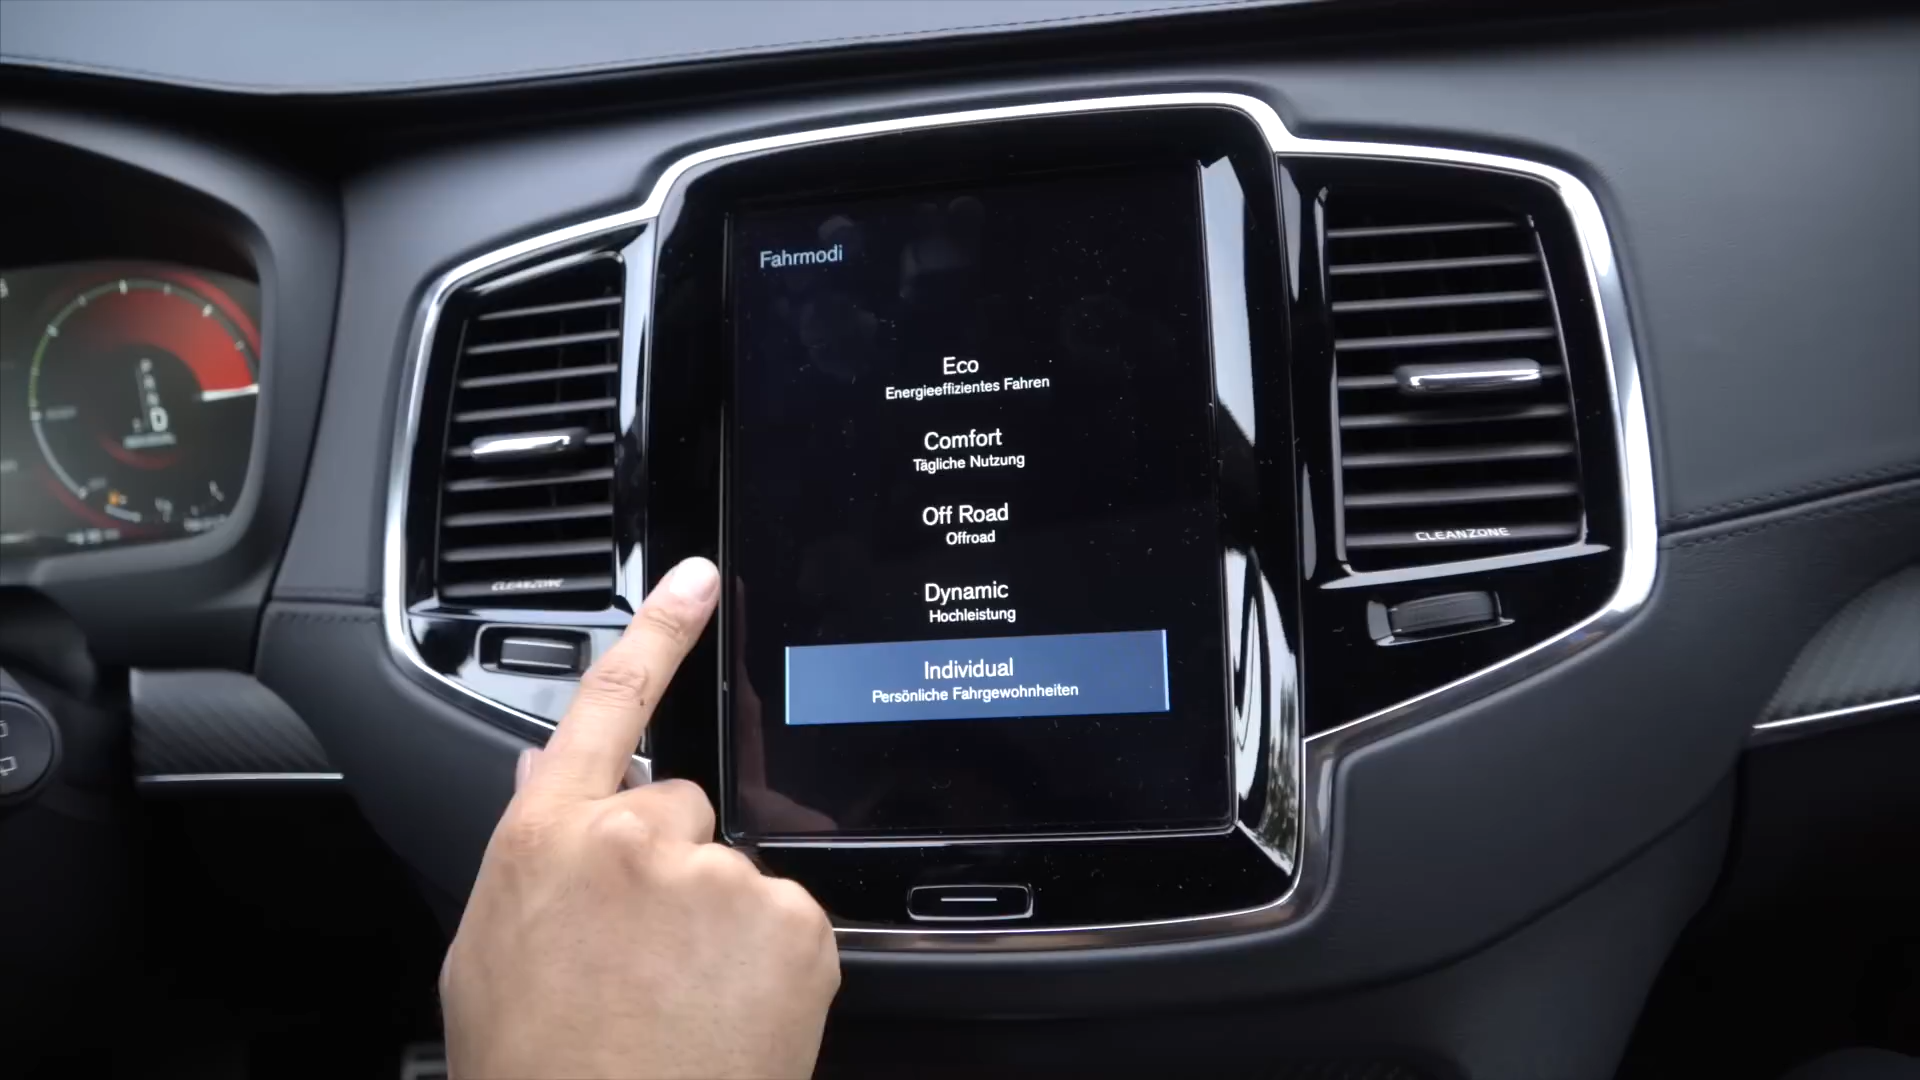 Fahrmodi
Eco
Energieeffizientes Fahren
Comfort
Tägliche Nutzung
Off Road
Offroad
Dynamic
Hochleistung
Individual
Persönliche Fahrgewohnheiten
CLEANZONE
CLEANZONE
D